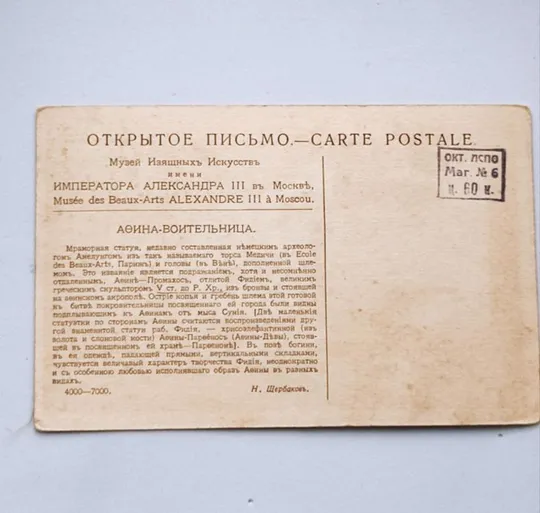 ОТКРЫТОЕ ПИСЬМО.—CARTE POSTALE.
Музей Изящныхъ Искусствъ
имени
ИМПЕРАТОРА АЛЕКСАНДРА III въ Москвѣ,
Musée des Beaux-Arts ALEXANDRE III à Moscou.
ОКТ. ЛСПО
Маг. № 6
ц. 60 к.
АѲИНА-ВОИТЕЛЬНИЦА.
Мраморная статуя, недавно составленная нѣмецкимъ археоло-
гомъ Амелунгомъ изъ такъ называемаго торса Медичи (въ Ecole
des Beaux-Arts, Парижъ) и головы (въ Вѣнѣ), дополненной шле-
момъ. Это изваяніе является подражаніемъ, хотя и несомнѣнно
отдаленнымъ, Аѳинѣ—Промахосъ, отлитой Фидіемъ, великимъ
греческимъ скульпторомъ V ст. до Р. Хр., изъ бронзы и стоявшей
на аѳинскомъ акрополѣ. Остріе копья и гребень шлема этой готовой
къ битвѣ покровительницы посвященнаго ей города были видны
подплывающимъ къ Аѳинамъ отъ мыса Сунія. [Двѣ маленькія
статуэтки по сторонамъ Аѳины считаются воспроизведеніями дру-
гой знаменитой статуи раб. Фидія, — хрисоэлефантинной (изъ
золота и слоновой кости) Аѳины-Парѳеносъ (Аѳины-Дѣвы), стояв-
шей въ посвященномъ ей храмѣ—Парѳенонѣ]. Въ позѣ богини,
въ ея одеждѣ, падающей прямыми, вертикальными складками,
чувствуется величавый характеръ творчества Фидія, неоднократно
и съ особенною любовью исполнявшаго образъ Аѳины въ разныхъ
видахъ.
4000—7000.
Н. Щербаковъ.